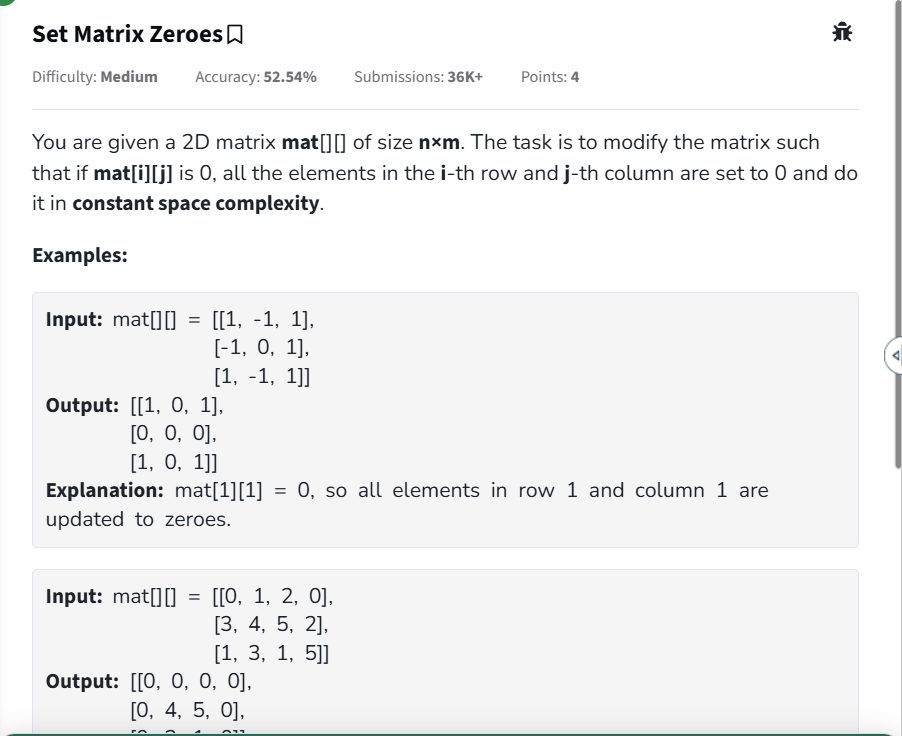 Set Matrix Zeroes
Difficulty: Medium Accuracy: 52.54% Submissions: 36K+ Points: 4
You are given a 2D matrix mat[][] of size n×m. The task is to modify the matrix such
that if mat[i][j] is 0, all the elements in the i-th row and j-th column are set to 0 and do
it in constant space complexity.
Examples:
Input: mat[][] = [[1, -1, 1],
[-1, 0, 1],
[1, -1, 1]]
Output: [[1, 0, 1],
[0, 0, 0],
[1, 0, 1]]
Explanation: mat[1][1] = 0, so all elements in row 1 and column 1 are
updated to zeroes.
Input: mat[][] = [[0, 1, 2, 0],
[3, 4, 5, 2],
[1, 3, 1, 5]]
Output: [[0, 0, 0, 0],
[0, 4, 5, 0],